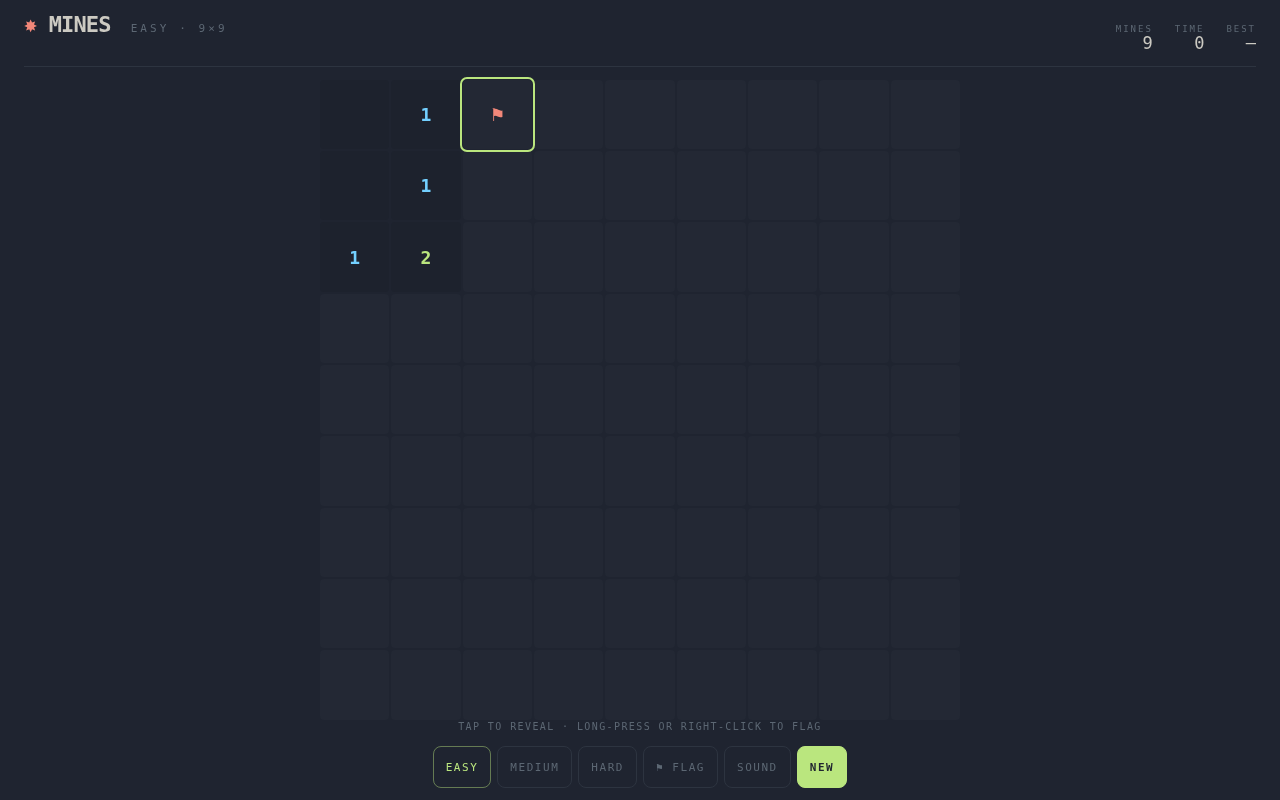 ✸ MINES EASY · 9×9
MINES TIME BEST
9 0 —
1 ⚑
1
1 2
TAP TO REVEAL · LONG-PRESS OR RIGHT-CLICK TO FLAG
EASY MEDIUM HARD ⚑ FLAG SOUND NEW